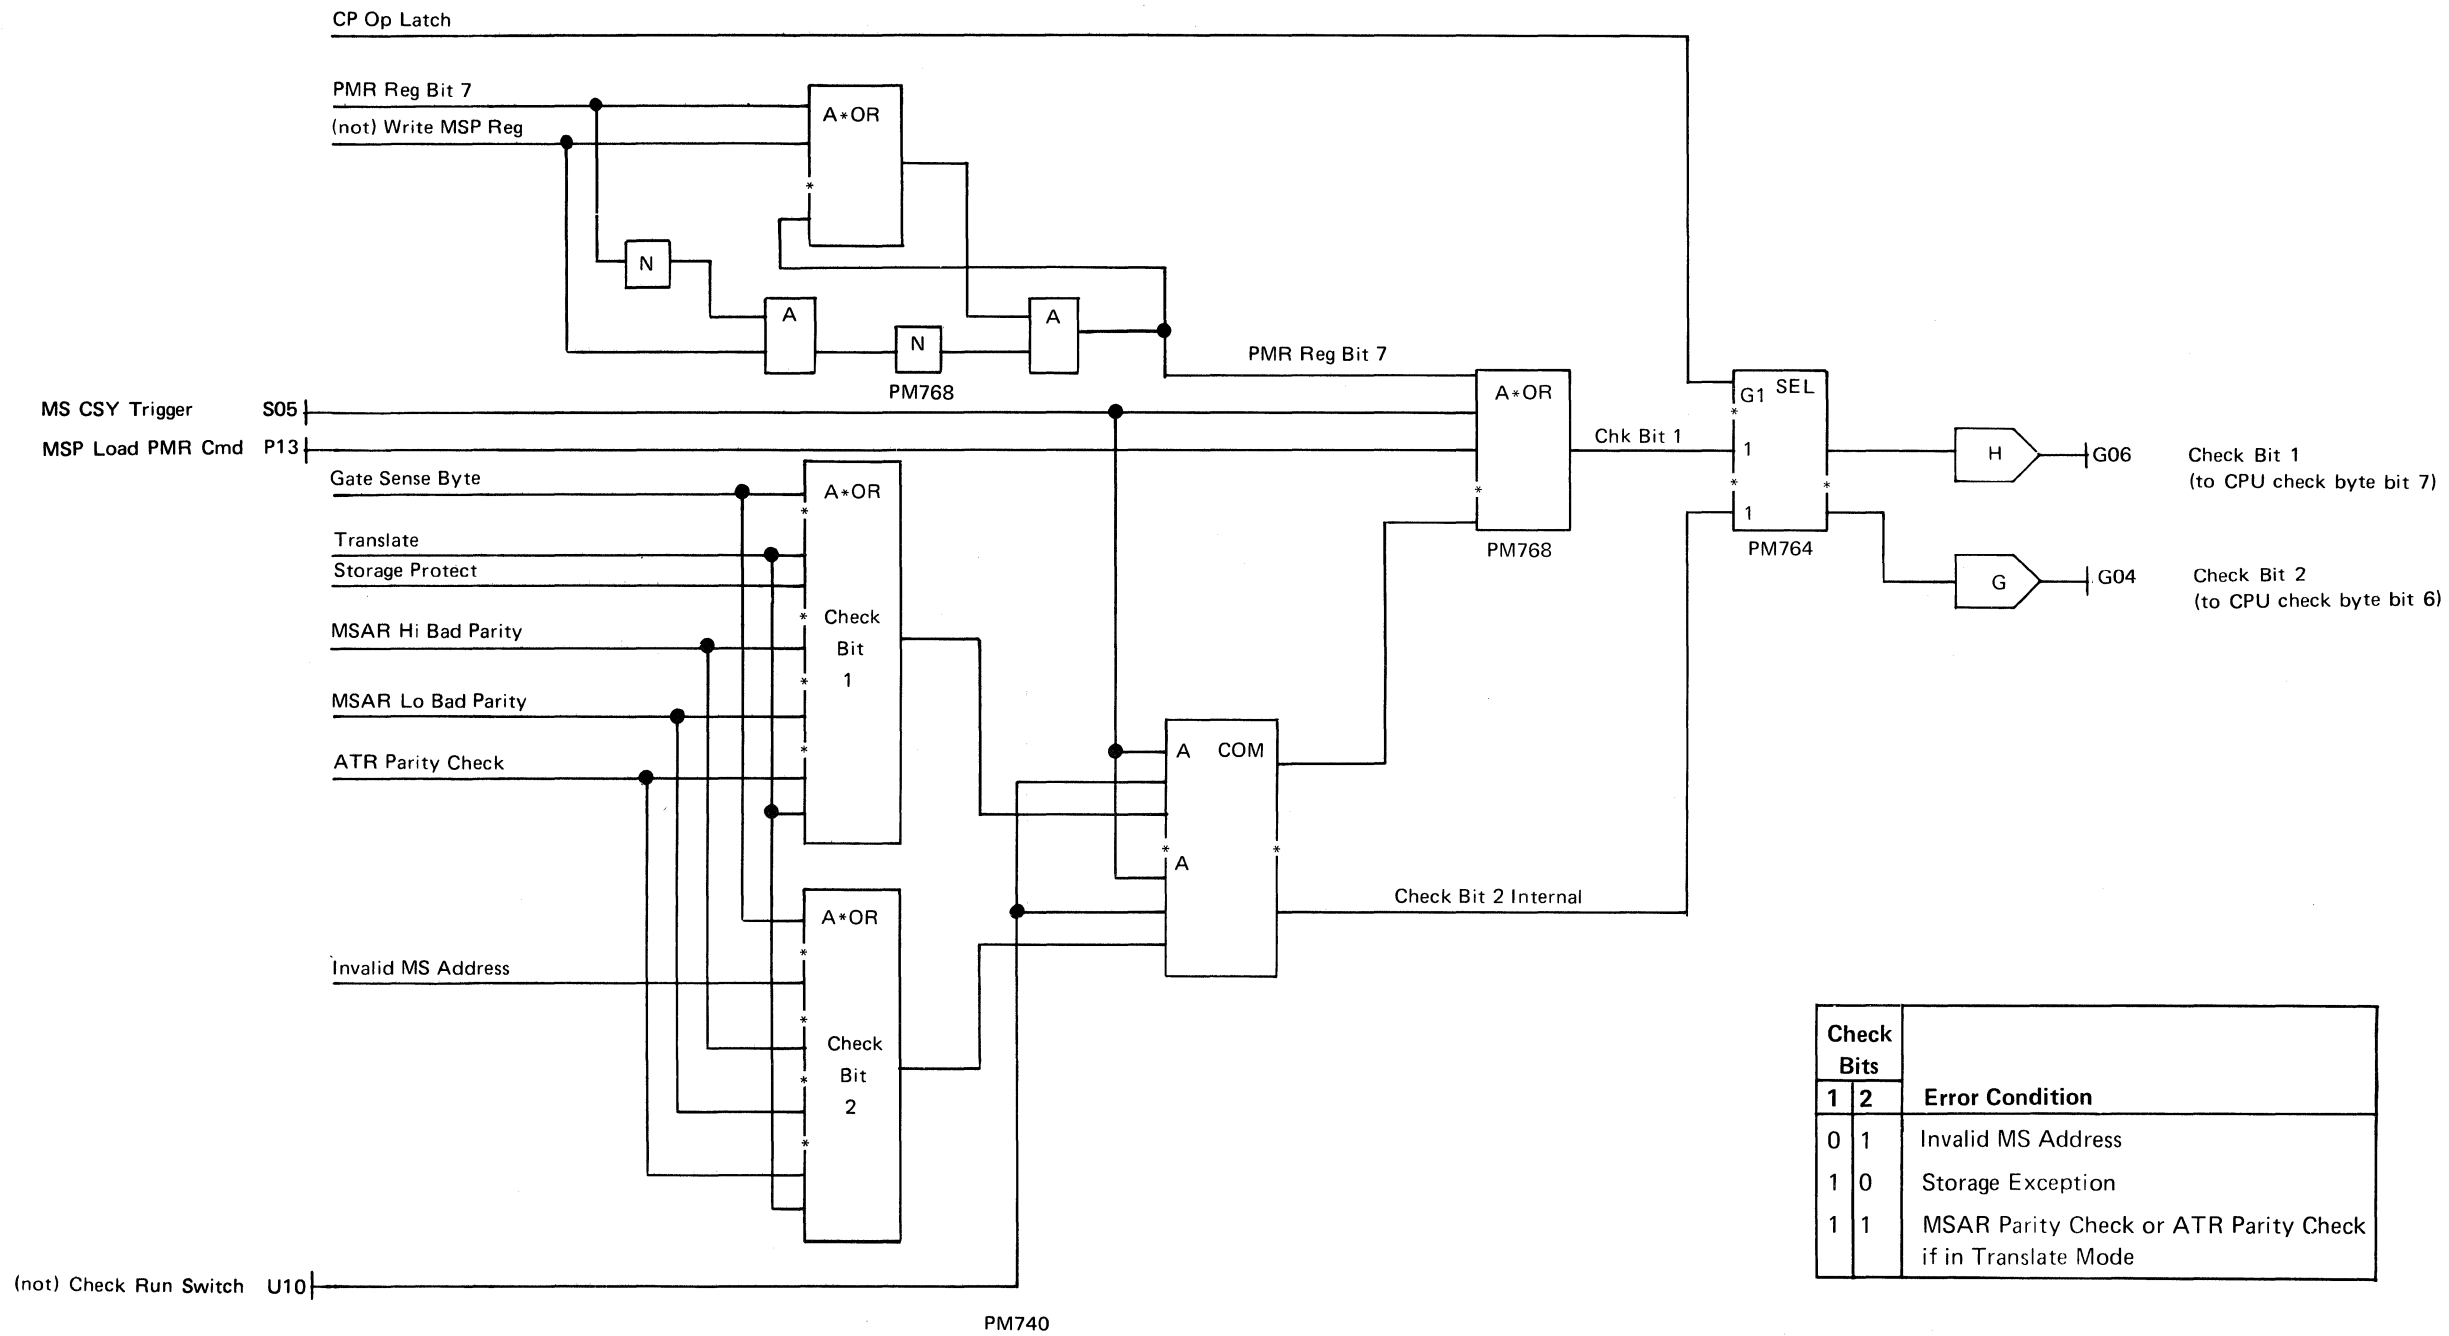 CP Op Latch
PMR Reg Bit 7
(not) Write MSP Reg
A*OR
*
N
A
N
A
PM768
PMR Reg Bit 7
MS CSY Trigger S05
MSP Load PMR Cmd P13
A*OR
*
PM768
Chk Bit 1
G1 SEL
*
1
*
1
*
PM764
H
G06
Check Bit 1
(to CPU check byte bit 7)
G
G04
Check Bit 2
(to CPU check byte bit 6)
Gate Sense Byte
Translate
Storage Protect
MSAR Hi Bad Parity
MSAR Lo Bad Parity
ATR Parity Check
A*OR
*
*
Check
Bit
1
*
*
A COM
*
A
*
Check Bit 2 Internal
Invalid MS Address
A*OR
*
*
Check
Bit
2
*
*
(not) Check Run Switch U10
PM740
Check
Bits
1 2 Error Condition
0 1 Invalid MS Address
1 0 Storage Exception
1 1 MSAR Parity Check or ATR Parity Check
if in Translate Mode